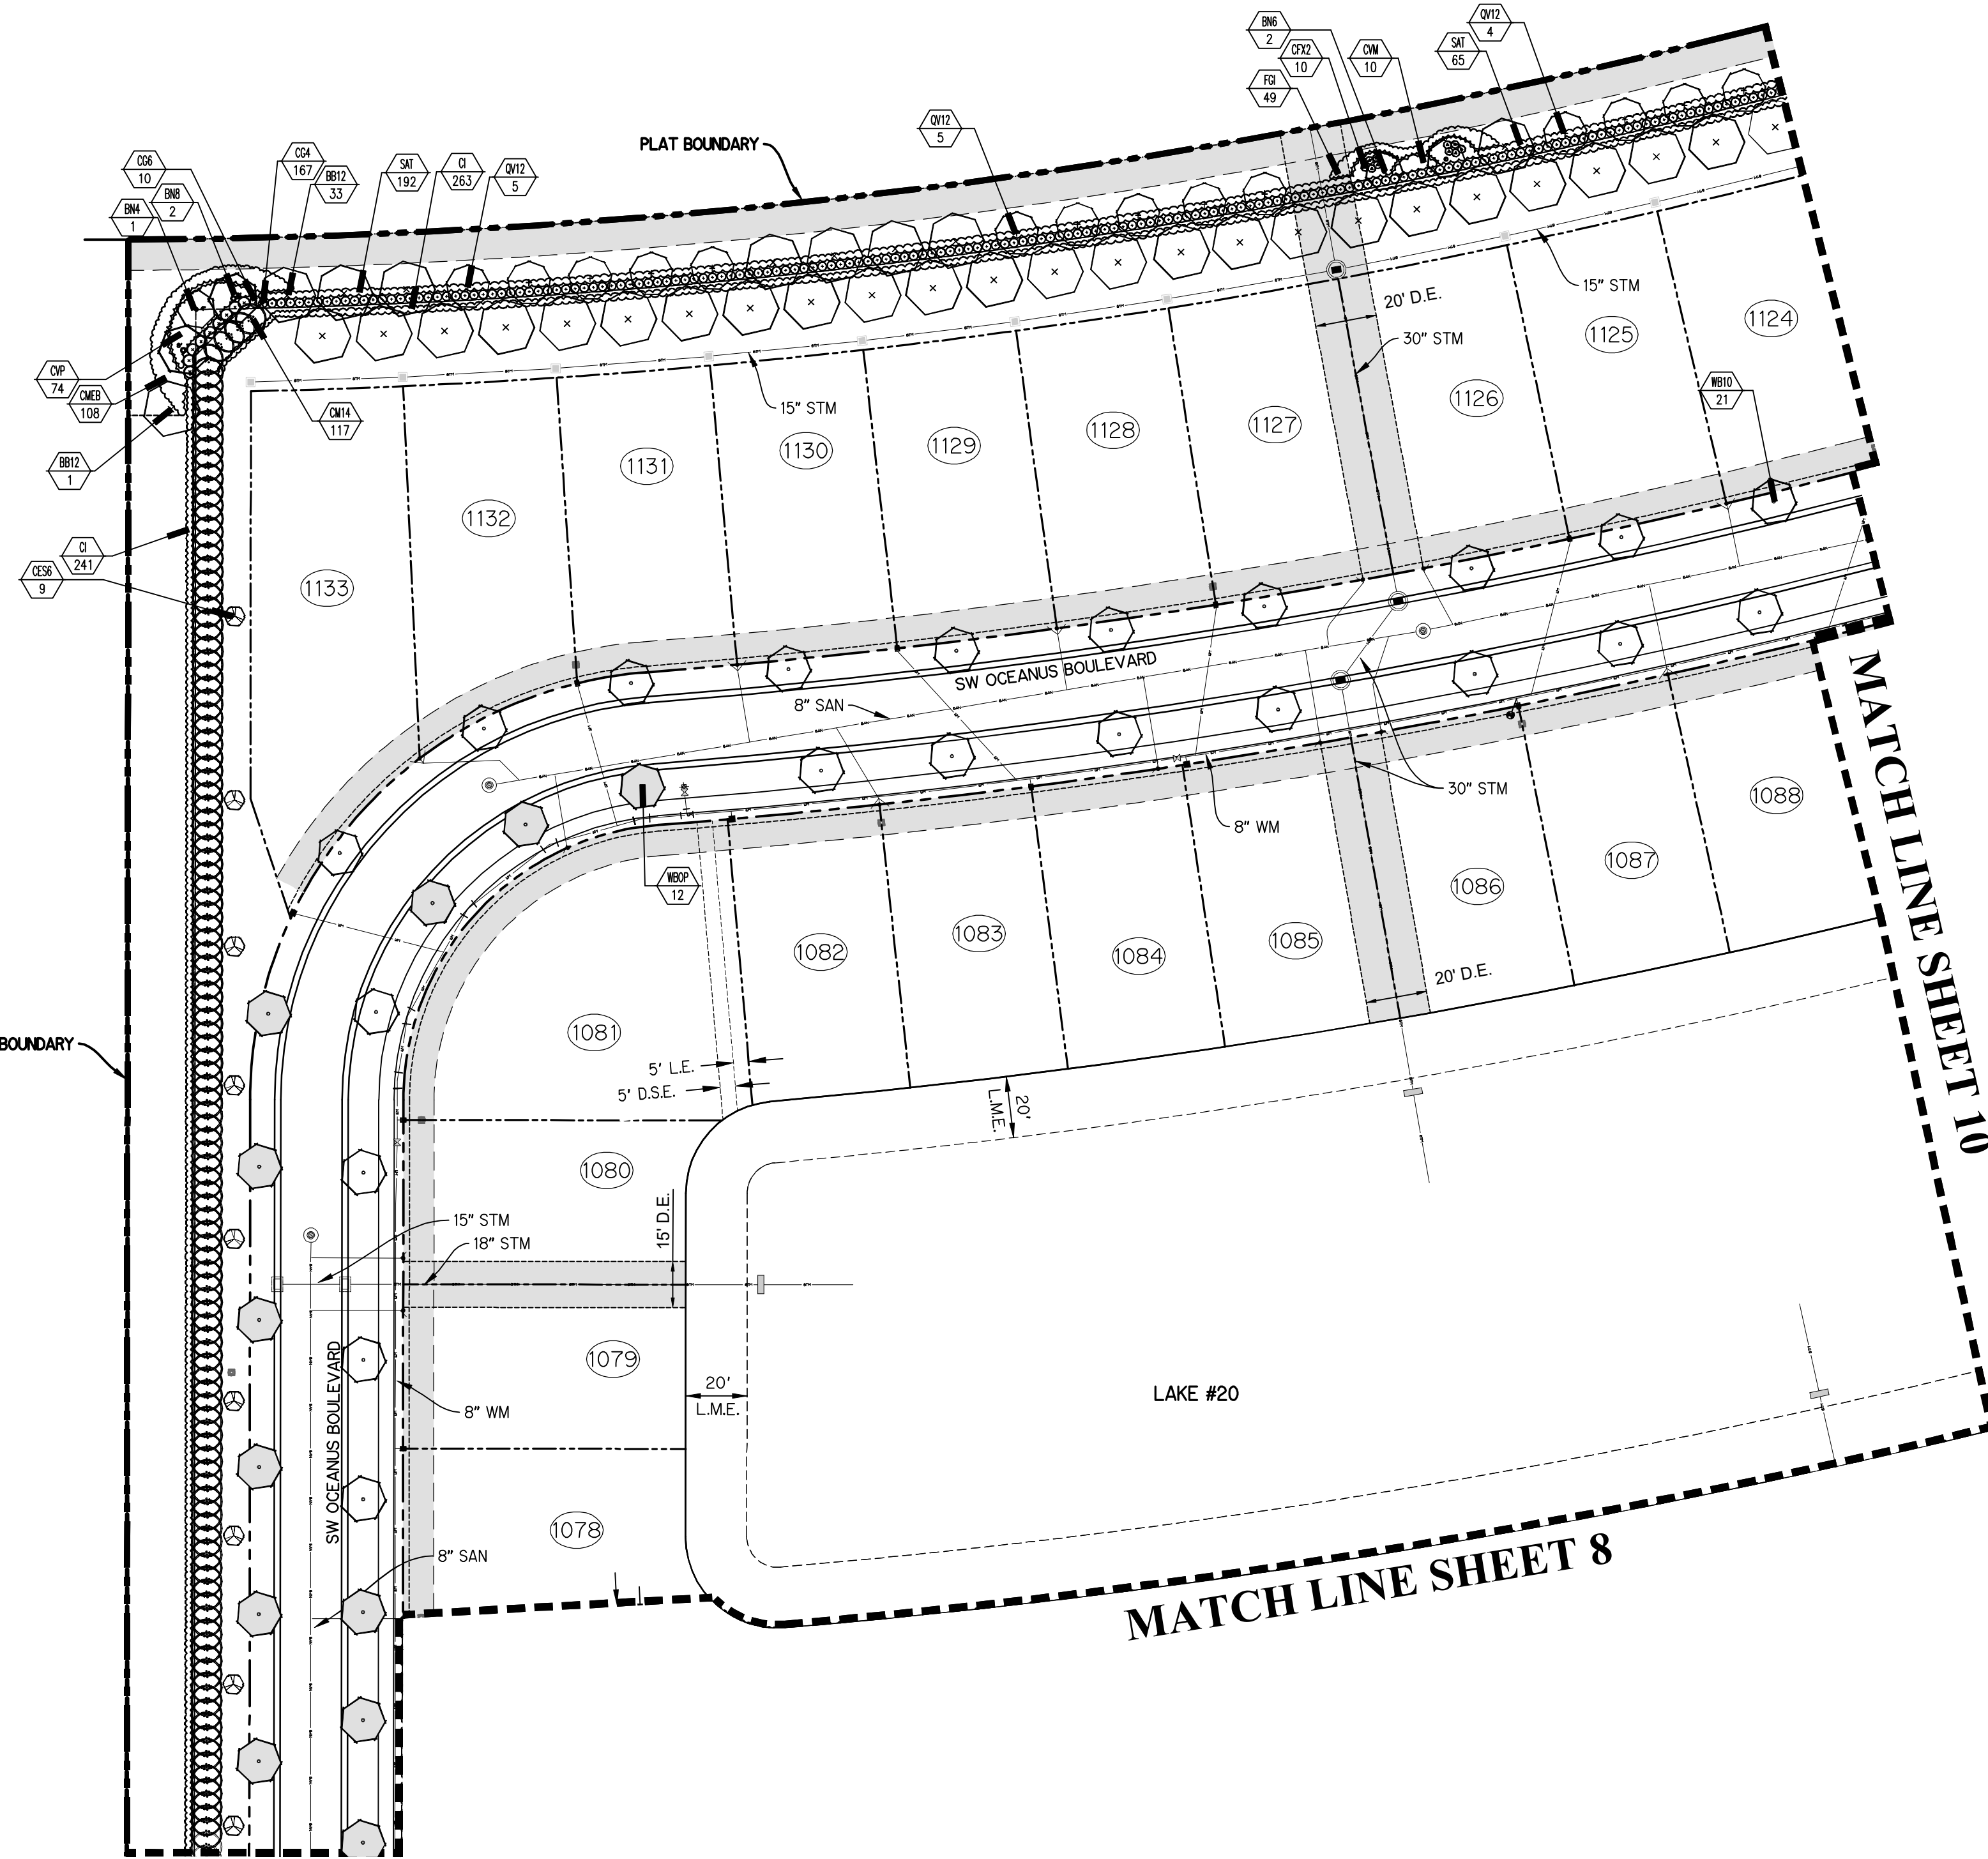 BN6
2
QV12
4
CFX2
10
CVM
10
SAT
65
FGI
49
QV12
5
PLAT BOUNDARY
CG6
10
CG4
167
BB12
33
SAT
192
CI
263
QV12
5
BN8
2
BN4
1
CVP
74
CMEB
108
CM14
117
BB12
1
CI
241
CES6
9
15" STM
20' D.E.
30" STM
15" STM
WB10
21
1124
1125
1126
1127
1128
1129
1130
1131
1132
1133
SW OCEANUS BOULEVARD
8" SAN
WBOP
12
30" STM
8" WM
1088
1087
1086
1085
1084
1083
1082
1081
20' D.E.
MATCH LINE SHEET 10
BOUNDARY
5' L.E.
5' D.S.E.
20'
L.M.E.
1080
15' D.E.
15" STM
18" STM
1079
20'
L.M.E.
LAKE #20
SW OCEANUS BOULEVARD
8" WM
1078
8" SAN
MATCH LINE SHEET 8